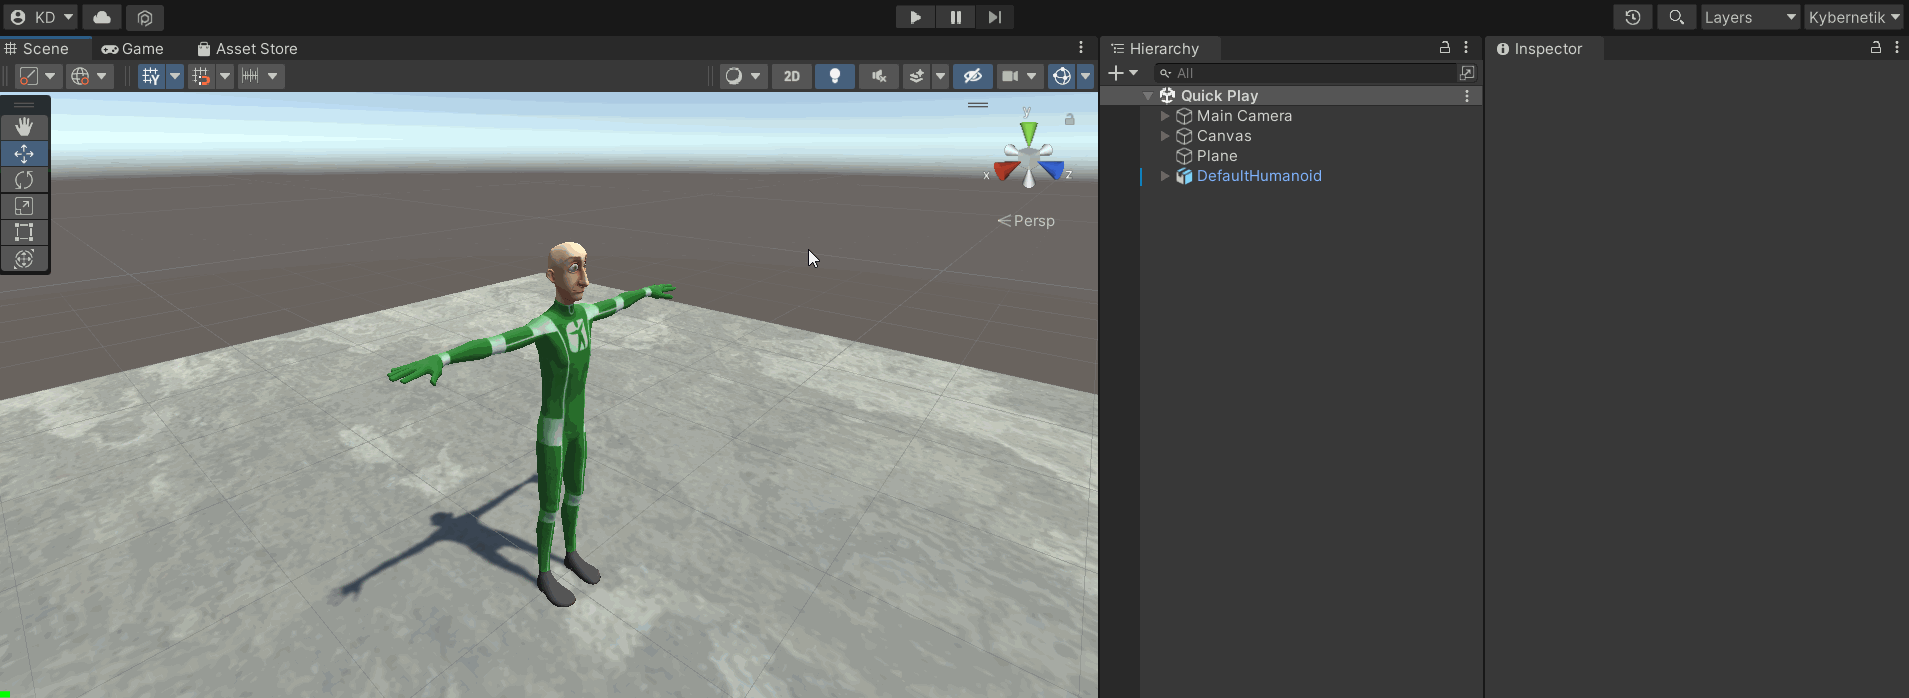 KD
Layers
Kybernetik
Scene
Game
Asset Store
Hierarchy
Inspector
2D
All
Quick Play
Main Camera
Canvas
Plane
DefaultHumanoid
y
x
z
Persp